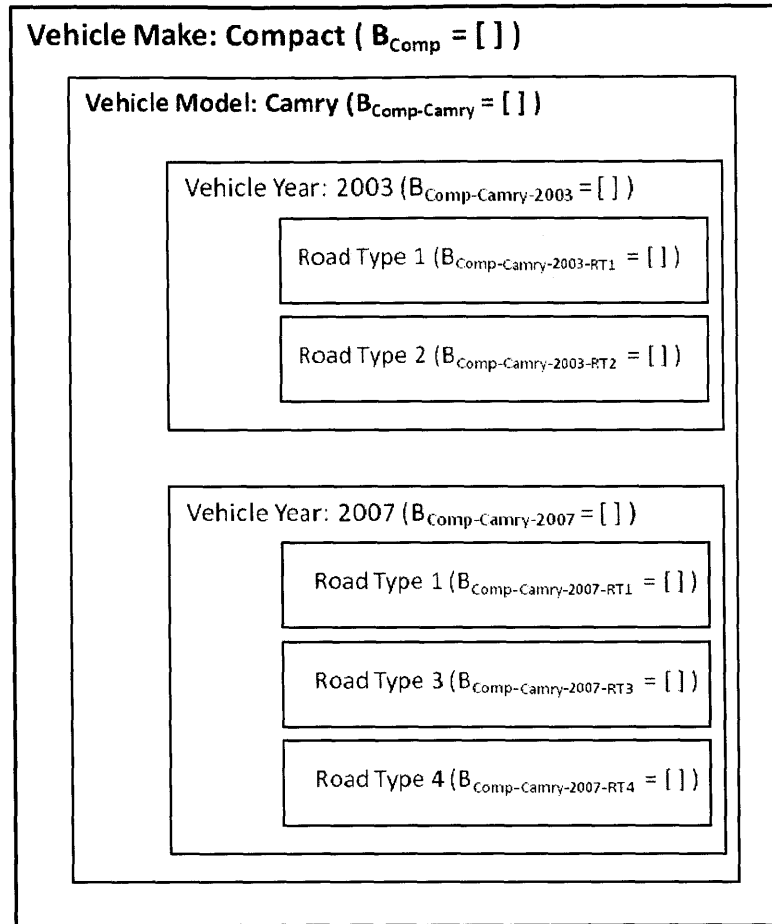 Vehicle Make: Compact ( B_Comp = [ ] )
Vehicle Model: Camry (B_Comp-Camry = [ ] )
Vehicle Year: 2003 (B_Comp-Camry-2003 = [ ] )
Road Type 1 (B_Comp-Camry-2003-RT1 = [ ] )
Road Type 2 (B_Comp-Camry-2003-RT2 = [ ] )
Vehicle Year: 2007 (B_Comp-Camry-2007 = [ ] )
Road Type 1 (B_Comp-Camry-2007-RT1 = [ ] )
Road Type 3 (B_Comp-Camry-2007-RT3 = [ ] )
Road Type 4 (B_Comp-Camry-2007-RT4 = [ ] )